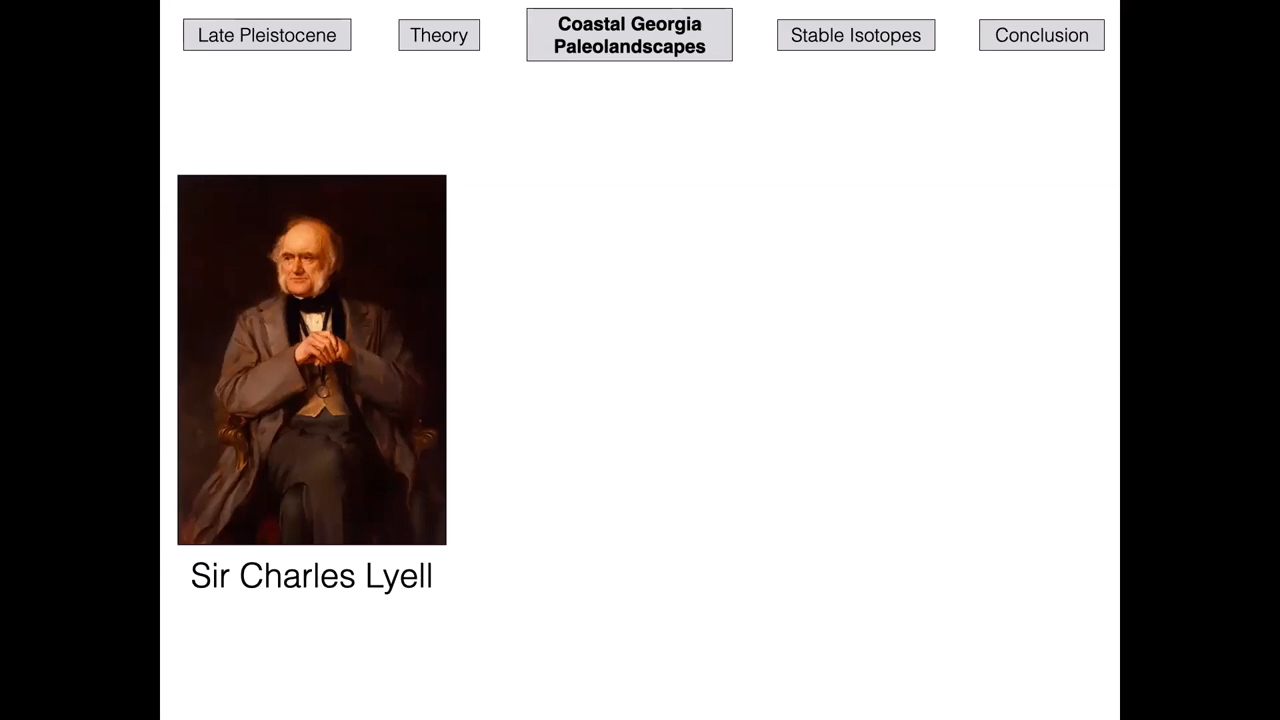 Late Pleistocene
Theory
Coastal Georgia
Paleolandscapes
Stable Isotopes
Conclusion
Sir Charles Lyell